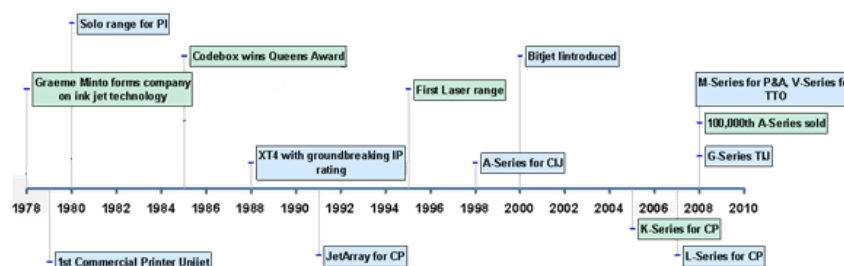 Solo range for PI
Codebox wins Queens Award
Bitjet Iintroduced
Graeme Minto forms company
on ink jet technology
First Laser range
M-Series for P&A, V-Series fo
TTO
100,000th A-Series sold
XT4 with groundbreaking IP
rating
A-Series for CIJ
G-Series TIJ
1978 1980 1982 1984 1986 1988 1990 1992 1994 1996 1998 2000 2002 2004 2006 2008 2010
K-Series for CP
1st Commercial Printer Unijet
JetArray for CP
L-Series for CP